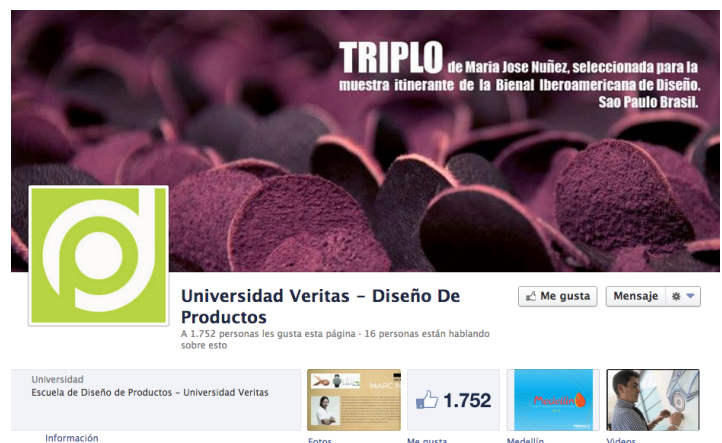 TRIPLO de Maria Jose Nuñez, seleccionada para la
muestra itinerante de la Bienal Iberoamericana de Diseño.
Sao Paulo Brasil.
Universidad Veritas – Diseño De
Productos
A 1.752 personas les gusta esta página · 16 personas están hablando
sobre esto
Me gusta
Mensaje
Universidad
Escuela de Diseño de Productos – Universidad Veritas
Información
MARC N
1.752
Medellín
Fotos
Me gusta
Medellín
Videos